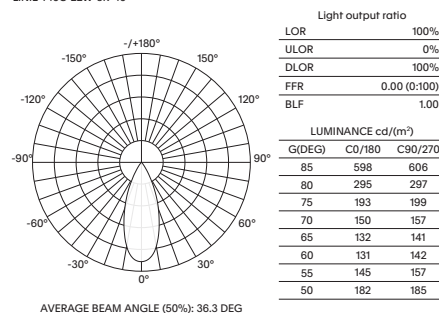 Light output ratio
LOR 100%
ULOR 0%
DLOR 100%
FFR 0.00 (0:100)
BLF 1.00
-/+180°
-150° 150°
-120° 120°
-90° 90°
-60° 60°
-30° 30°
0°
AVERAGE BEAM ANGLE (50%): 36.3 DEG
LUMINANCE cd/(m²)
G(DEG) C0/180 C90/270
85 598 606
80 295 297
75 193 199
70 150 157
65 132 141
60 131 142
55 145 157
50 182 185